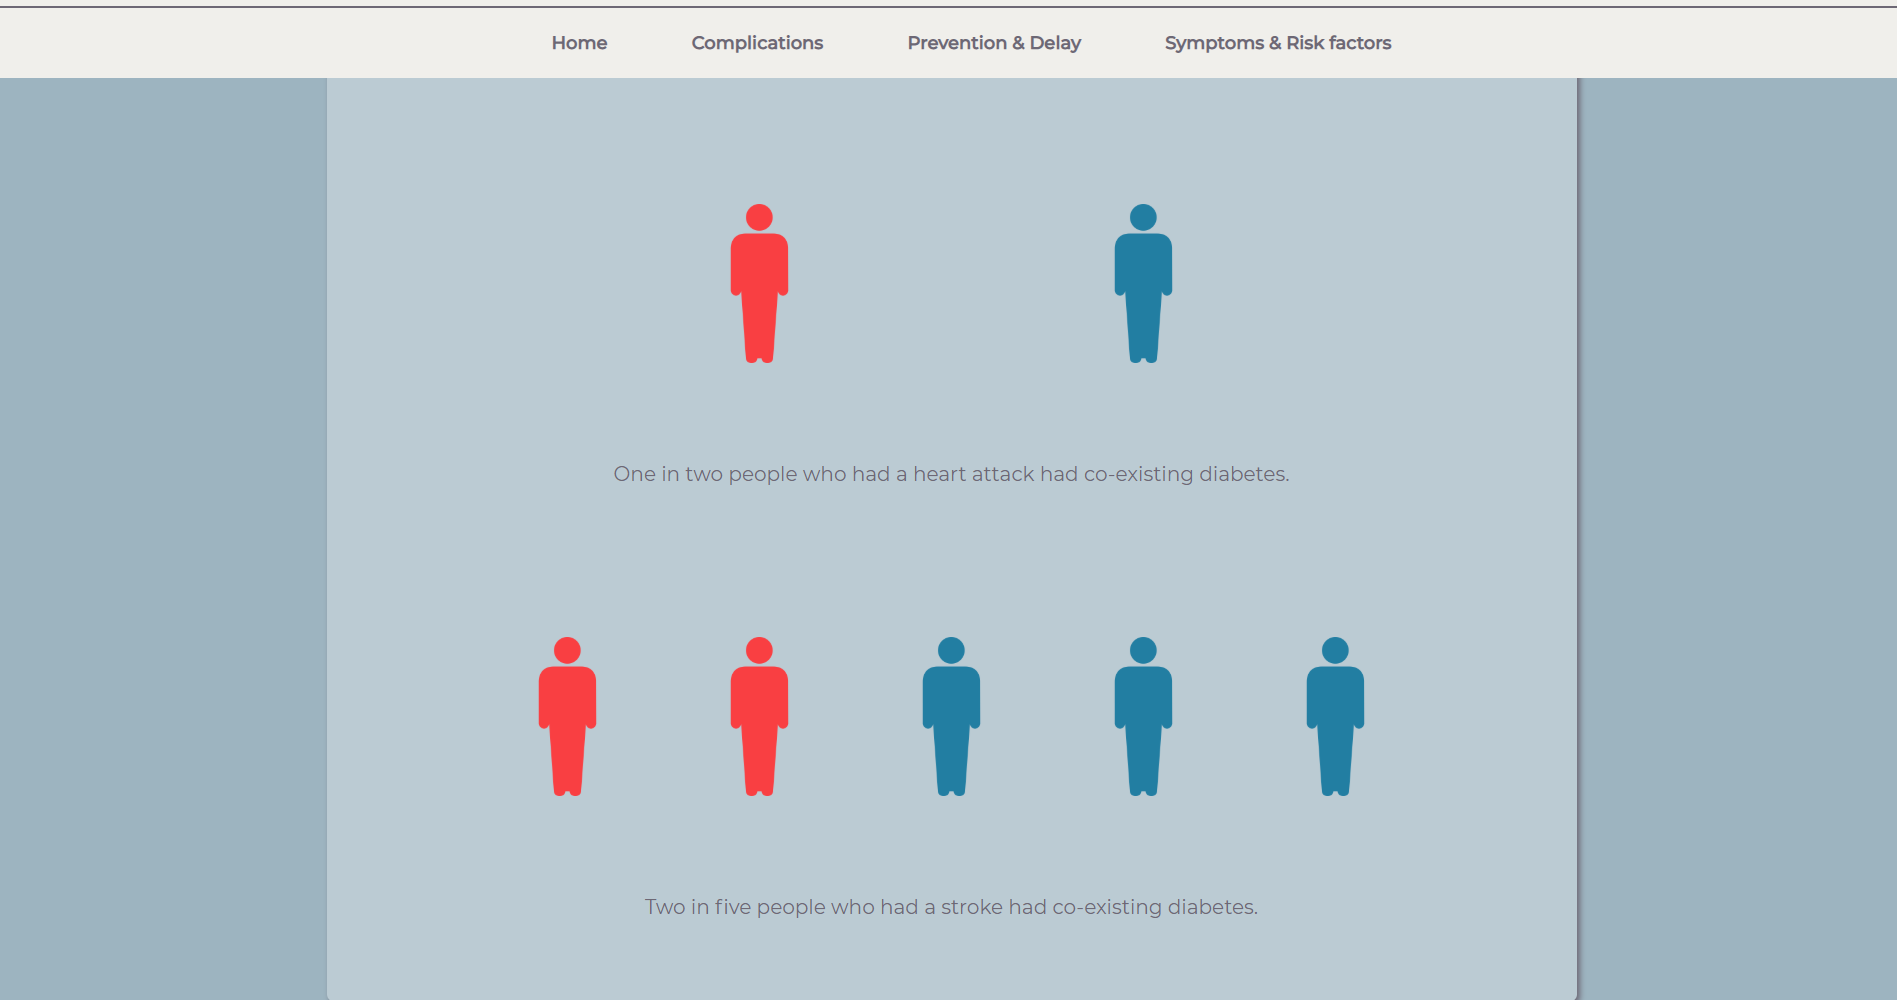 Home Complications Prevention & Delay Symptoms & Risk factors
One in two people who had a heart attack had co-existing diabetes.
Two in five people who had a stroke had co-existing diabetes.